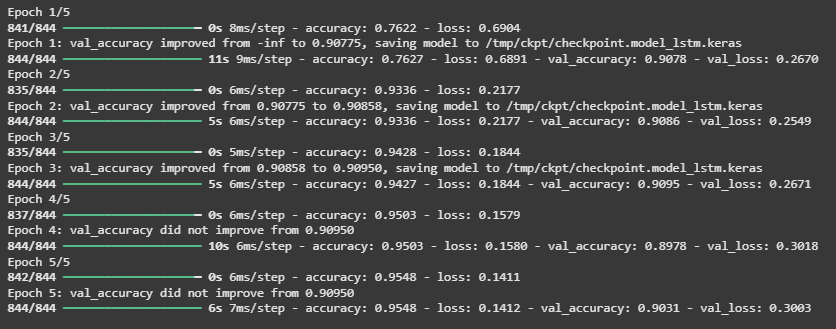 Epoch 1/5
841/844 0s 8ms/step - accuracy: 0.7622 - loss: 0.6904
Epoch 1: val_accuracy improved from -inf to 0.90775, saving model to /tmp/ckpt/checkpoint.model_lstm.keras
844/844 11s 9ms/step - accuracy: 0.7627 - loss: 0.6891 - val_accuracy: 0.9078 - val_loss: 0.2670
Epoch 2/5
835/844 0s 6ms/step - accuracy: 0.9336 - loss: 0.2177
Epoch 2: val_accuracy improved from 0.90775 to 0.90858, saving model to /tmp/ckpt/checkpoint.model_lstm.keras
844/844 5s 6ms/step - accuracy: 0.9336 - loss: 0.2177 - val_accuracy: 0.9086 - val_loss: 0.2549
Epoch 3/5
835/844 0s 5ms/step - accuracy: 0.9428 - loss: 0.1844
Epoch 3: val_accuracy improved from 0.90858 to 0.90950, saving model to /tmp/ckpt/checkpoint.model_lstm.keras
844/844 5s 6ms/step - accuracy: 0.9427 - loss: 0.1844 - val_accuracy: 0.9095 - val_loss: 0.2671
Epoch 4/5
837/844 0s 6ms/step - accuracy: 0.9503 - loss: 0.1579
Epoch 4: val_accuracy did not improve from 0.90950
844/844 10s 6ms/step - accuracy: 0.9503 - loss: 0.1580 - val_accuracy: 0.8978 - val_loss: 0.3018
Epoch 5/5
842/844 0s 6ms/step - accuracy: 0.9548 - loss: 0.1411
Epoch 5: val_accuracy did not improve from 0.90950
844/844 6s 7ms/step - accuracy: 0.9548 - loss: 0.1412 - val_accuracy: 0.9031 - val_loss: 0.3003